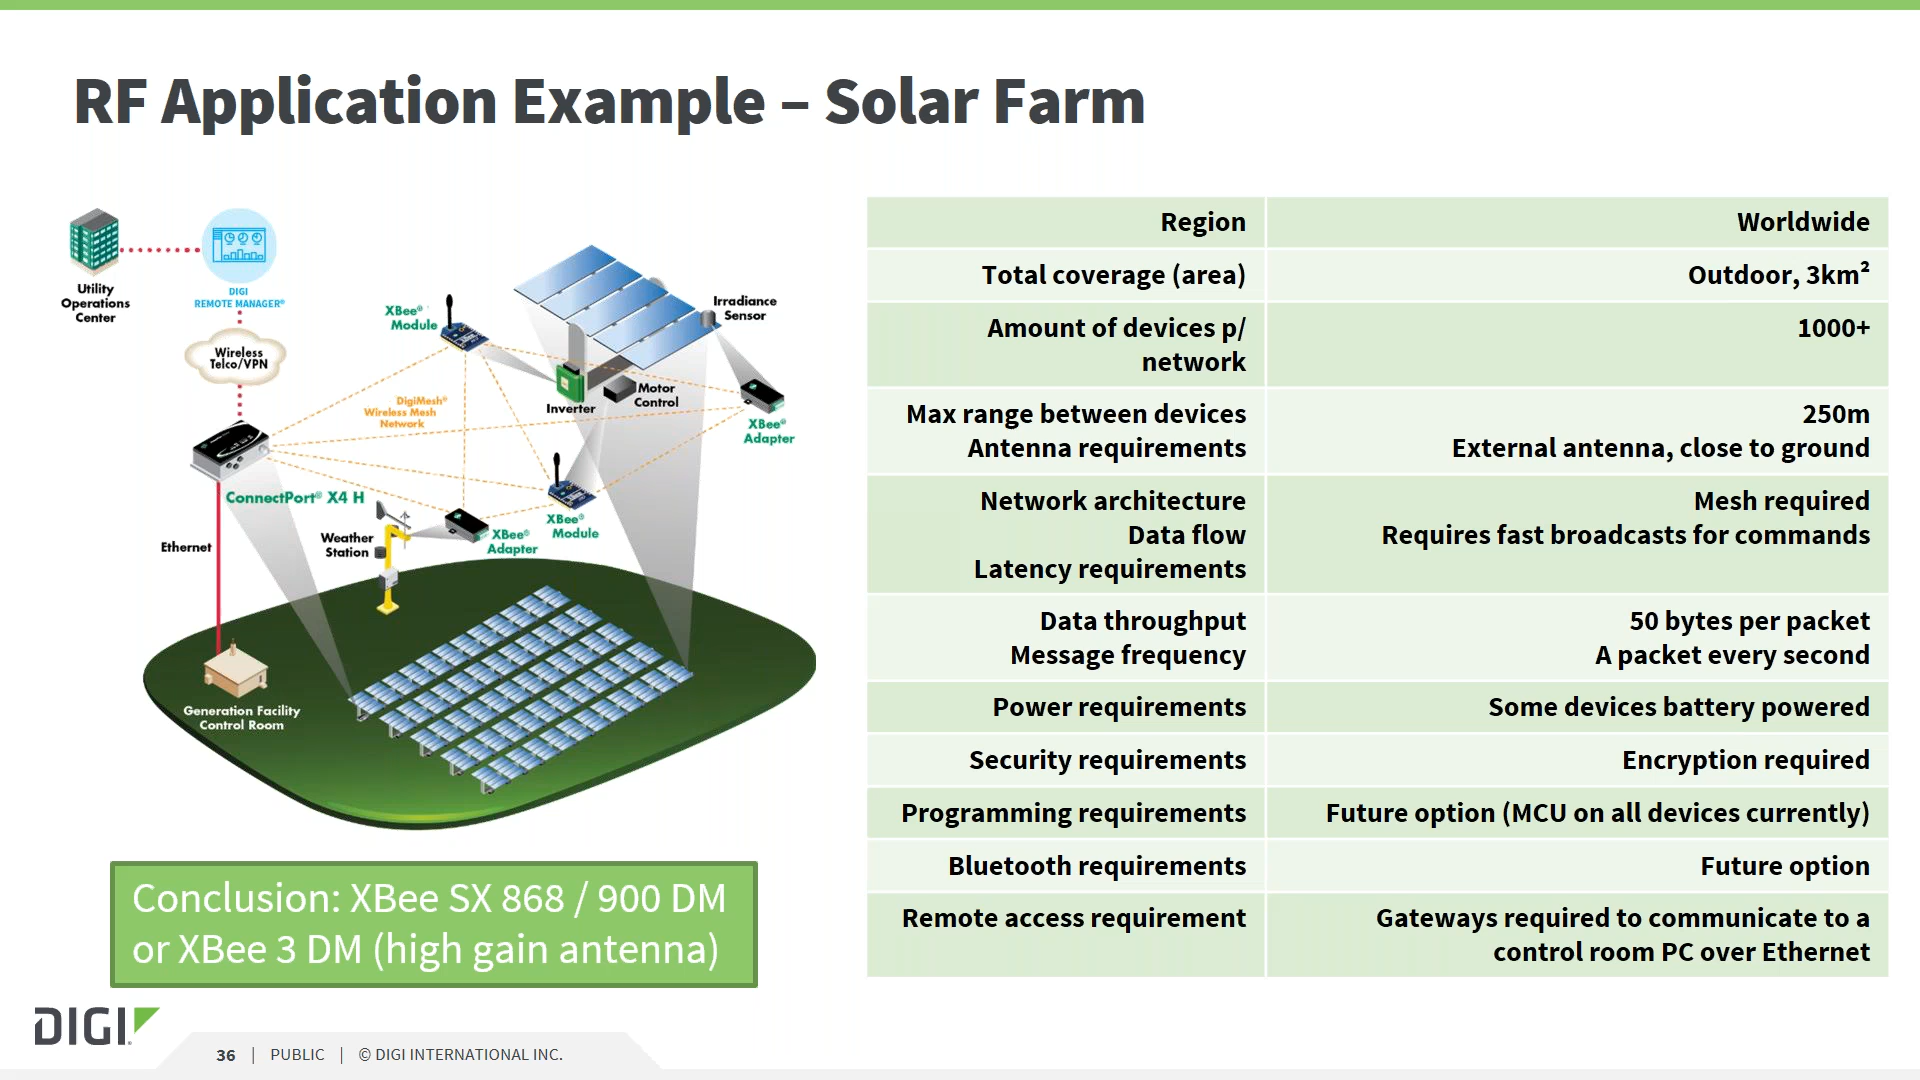 RF Application Example – Solar Farm
Utility
Operations
Center
DIGI
REMOTE MANAGER®
Wireless
Telco/VPN
XBee®
Module
Irradiance
Sensor
DigiMesh®
Wireless Mesh
Network
Inverter
Motor
Control
XBee®
Adapter
ConnectPort® X4 H
Ethernet
Weather
Station
XBee®
Adapter
XBee®
Module
Generation Facility
Control Room
Conclusion: XBee SX 868 / 900 DM
or XBee 3 DM (high gain antenna)
Region
Worldwide
Total coverage (area)
Outdoor, 3km²
Amount of devices p/
network
1000+
Max range between devices
Antenna requirements
250m
External antenna, close to ground
Network architecture
Data flow
Latency requirements
Mesh required
Requires fast broadcasts for commands
Data throughput
Message frequency
50 bytes per packet
A packet every second
Power requirements
Some devices battery powered
Security requirements
Encryption required
Programming requirements
Future option (MCU on all devices currently)
Bluetooth requirements
Future option
Remote access requirement
Gateways required to communicate to a
control room PC over Ethernet
DIGI
36 | PUBLIC | © DIGI INTERNATIONAL INC.